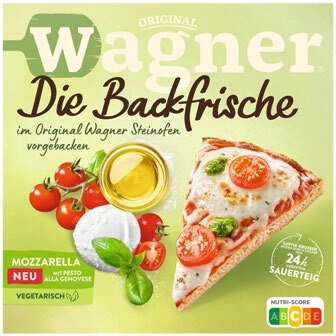 ORIGINAL
Wagner
Die Backfrische
im Original Wagner Steinofen
vorgebacken
MOZZARELLA
NEU MIT PESTO
ALLA GENOVESE
VEGETARISCH
24h
SAUERTEIG
NUTRI-SCORE
A B C D E